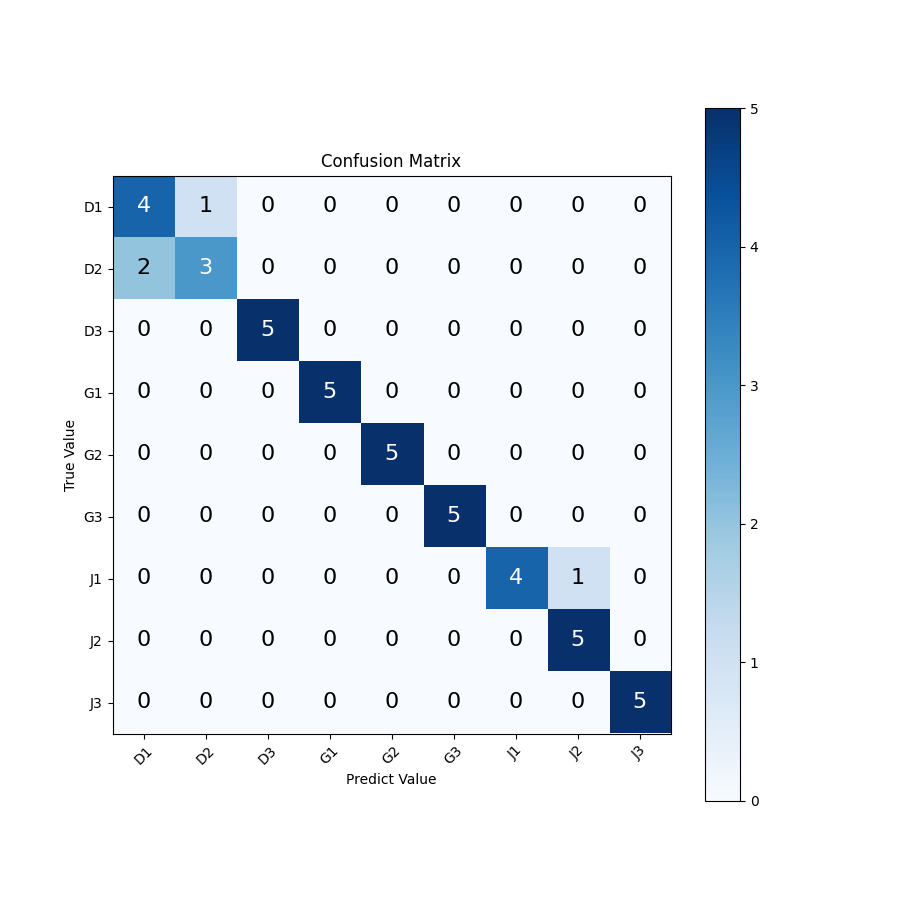 Confusion Matrix
D1 4 1 0 0 0 0 0 0 0
D2 2 3 0 0 0 0 0 0 0
D3 0 0 5 0 0 0 0 0 0
G1 0 0 0 5 0 0 0 0 0
G2 0 0 0 0 5 0 0 0 0
G3 0 0 0 0 0 5 0 0 0
J1 0 0 0 0 0 0 4 1 0
J2 0 0 0 0 0 0 0 5 0
J3 0 0 0 0 0 0 0 0 5
D1 D2 D3 G1 G2 G3 J1 J2 J3
True Value
Predict Value
5
4
3
2
1
0